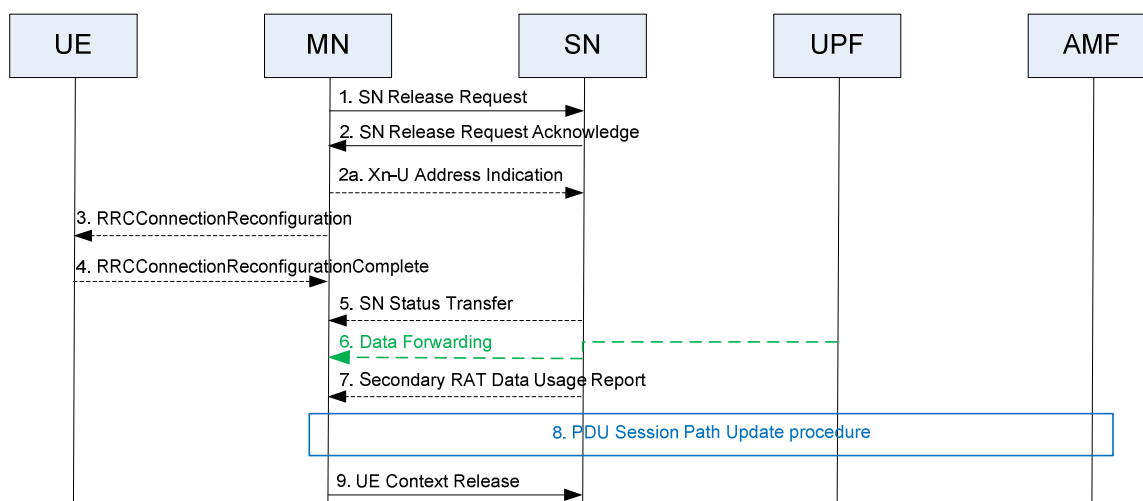 UE
MN
SN
UPF
AMF
1. SN Release Request
2. SN Release Request Acknowledge
2a. Xn-U Address Indication
3. RRCConnectionReconfiguration
4. RRCConnectionReconfigurationComplete
5. SN Status Transfer
6. Data Forwarding
7. Secondary RAT Data Usage Report
8. PDU Session Path Update procedure
9. UE Context Release